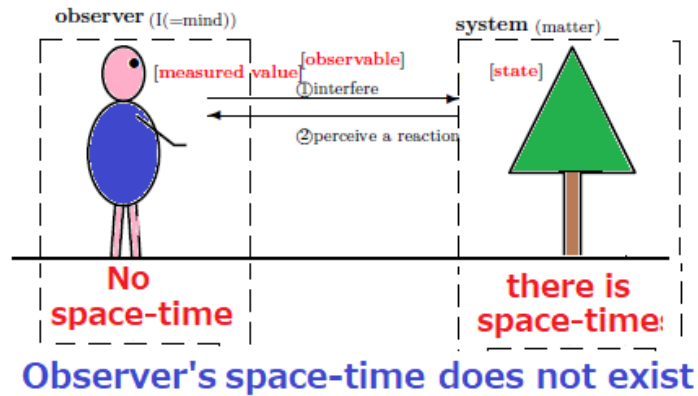 observer (I(=mind))
system (matter)
[observable]
[measured value]
[state]
①interfere
②perceive a reaction
No
space-time
there is
space-time
Observer's space-time does not exist